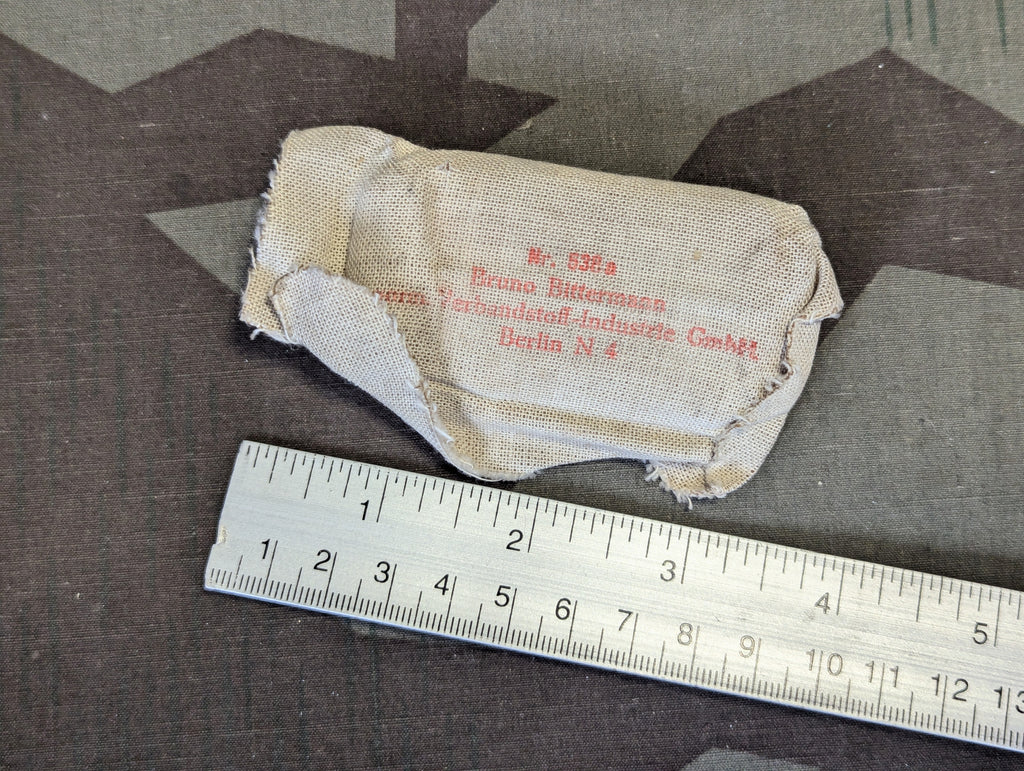 Nr. 638a
Bruno Bittermann
Verbandstoff-Industrie GmbH.
Berlin N 4
1 2 3 4 5
1 2 3 4 5 6 7 8 9 10 11 12 13